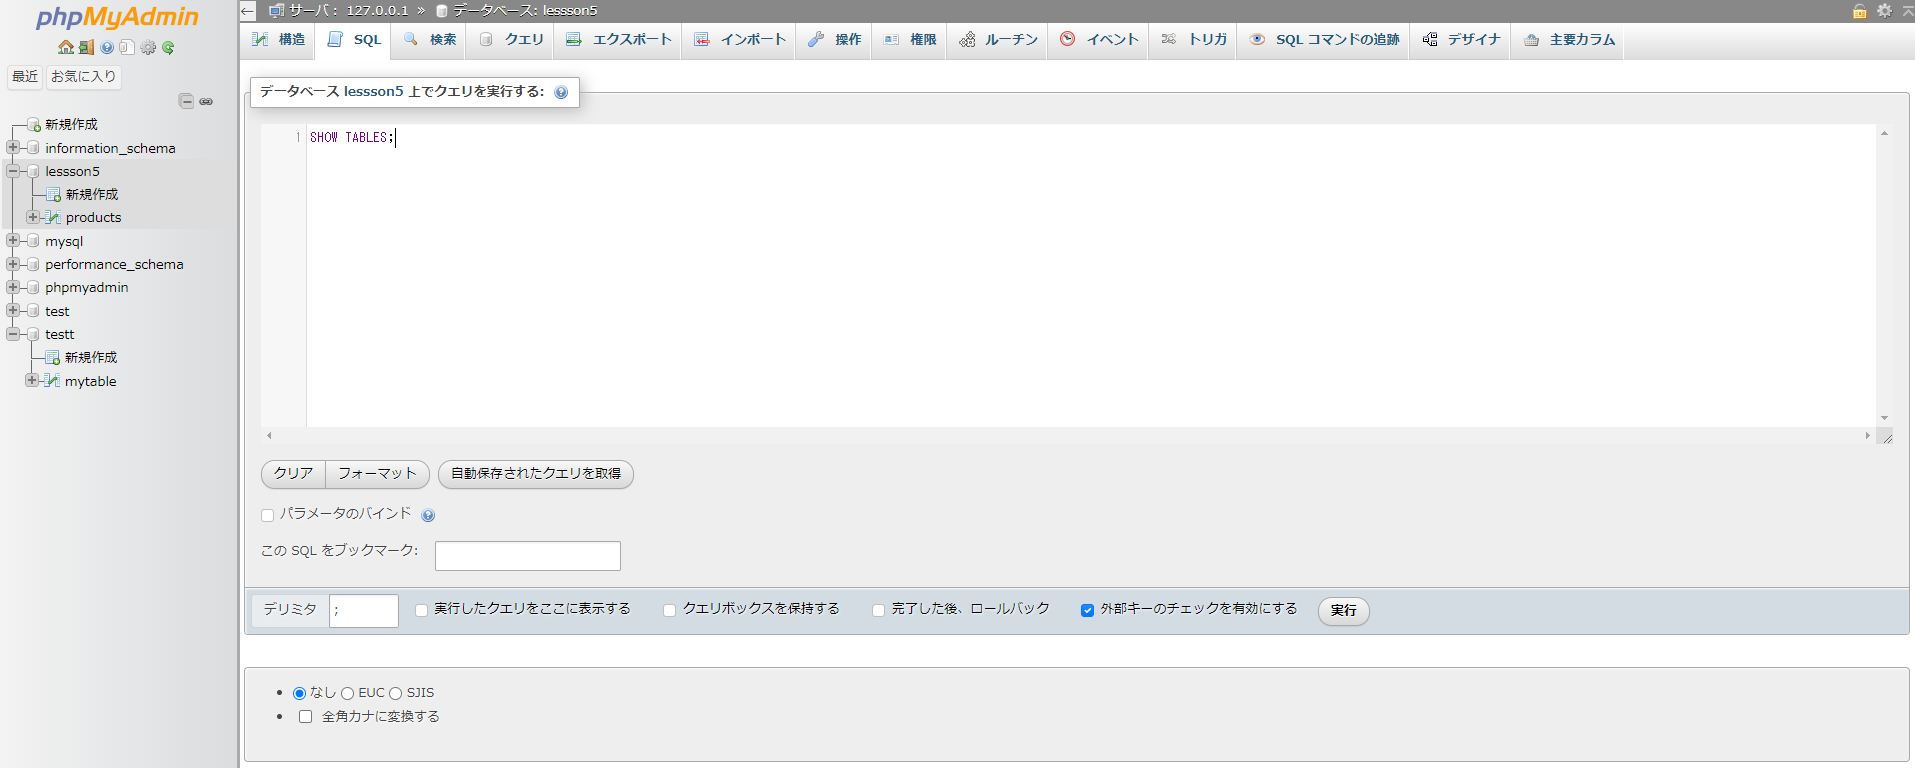 phpMyAdmin
最近 お気に入り
新規作成
information_schema
lessson5
新規作成
products
mysql
performance_schema
phpmyadmin
test
testt
新規作成
mytable
サーバ: 127.0.0.1 » データベース: lessson5
構造 SQL 検索 クエリ エクスポート インポート 操作 権限 ルーチン イベント トリガ SQL コマンドの追跡 デザイナ 主要カラム
データベース lessson5 上でクエリを実行する:
1 SHOW TABLES;
クリア フォーマット 自動保存されたクエリを取得
パラメータのバインド
この SQL をブックマーク:
デリミタ ; 実行したクエリをここに表示する クエリボックスを保持する 完了した後、ロールバック 外部キーのチェックを有効にする 実行
なし EUC SJIS
全角カナに変換する